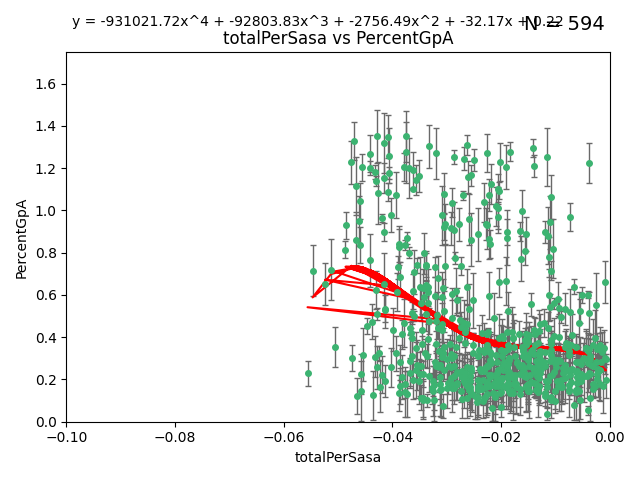 y = -931021.72x^4 + -92803.83x^3 + -2756.49x^2 + -32.17x + 0.22
N = 594
totalPerSasa vs PercentGpA
1.6
1.4
1.2
1.0
0.8
0.6
0.4
0.2
0.0
PercentGpA
−0.10 −0.08 −0.06 −0.04 −0.02 0.00
totalPerSasa